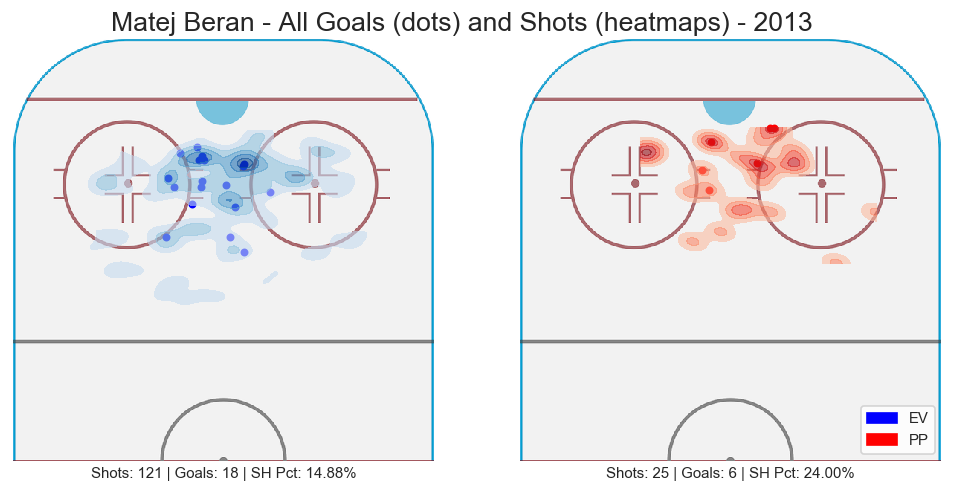 Matej Beran - All Goals (dots) and Shots (heatmaps) - 2013
EV
PP
Shots: 121 | Goals: 18 | SH Pct: 14.88%
Shots: 25 | Goals: 6 | SH Pct: 24.00%